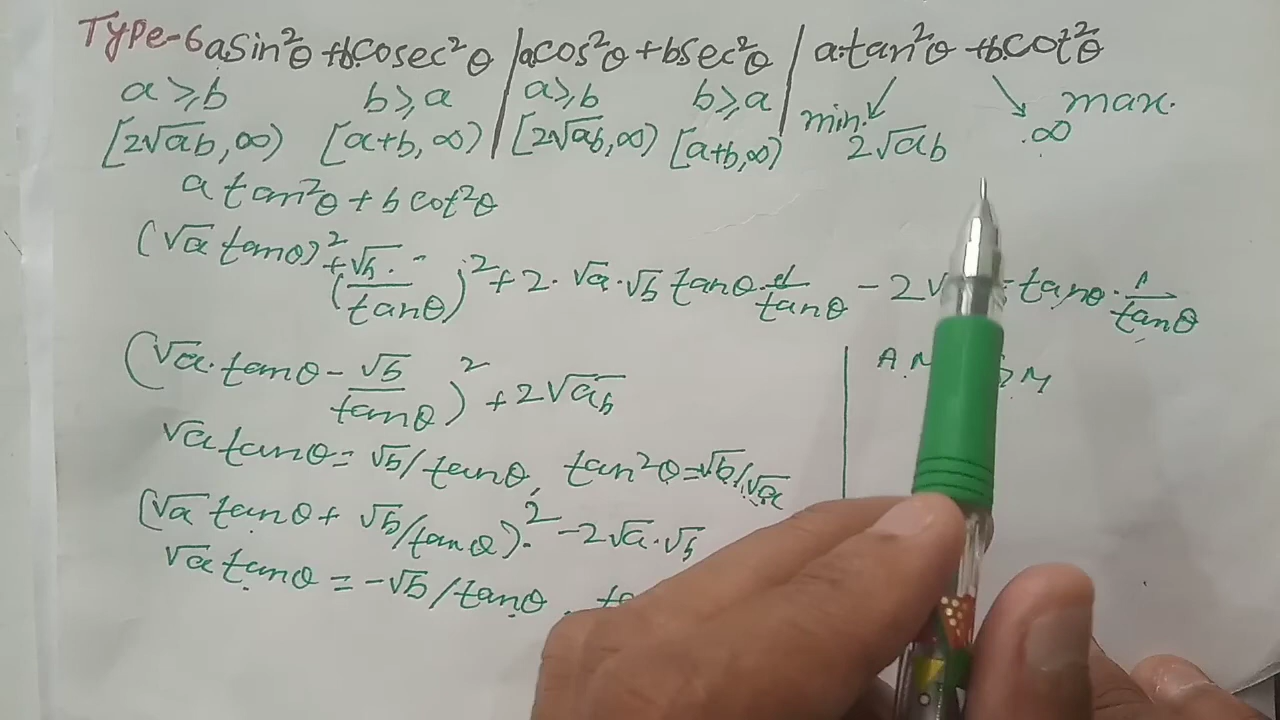 Type-6 asin²θ + bcosec²θ | acos²θ + bsec²θ | a.tan²θ + b.cot²θ
a≥b b≥a | a≥b b≥a | min. max.
[2√ab, ∞) [a+b, ∞) | [2√ab, ∞) [a+b, ∞) 2√ab ∞
a tan²θ + b cot²θ
(√a tanθ)² + (√b/tanθ)² + 2.√a.√b tanθ. 1/tanθ - 2√ tanθ. 1/tanθ
(√a.tanθ - √b/tanθ)² + 2√ab
A.M
√a tanθ = √b/tanθ, tan²θ = √b/√a
(√a tanθ + √b/tanθ)² - 2√a.√b
√a tanθ = -√b/tanθ,